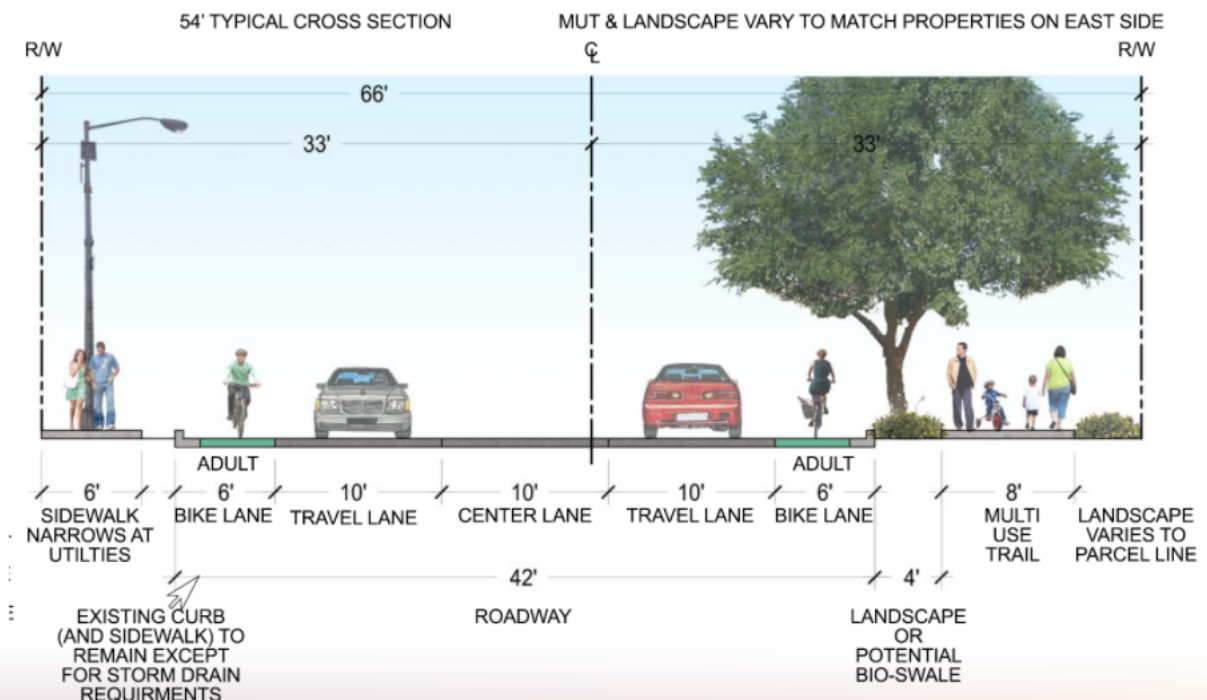 54' TYPICAL CROSS SECTION
MUT & LANDSCAPE VARY TO MATCH PROPERTIES ON EAST SIDE
R/W
℄
R/W
66'
33'
33'
ADULT
ADULT
6'
6'
10'
10'
10'
6'
8'
SIDEWALK
NARROWS AT
UTILTIES
BIKE LANE
TRAVEL LANE
CENTER LANE
TRAVEL LANE
BIKE LANE
MULTI
USE
TRAIL
LANDSCAPE
VARIES TO
PARCEL LINE
42'
4'
EXISTING CURB
(AND SIDEWALK) TO
REMAIN EXCEPT
FOR STORM DRAIN
REQUIRMENTS
ROADWAY
LANDSCAPE
OR
POTENTIAL
BIO-SWALE